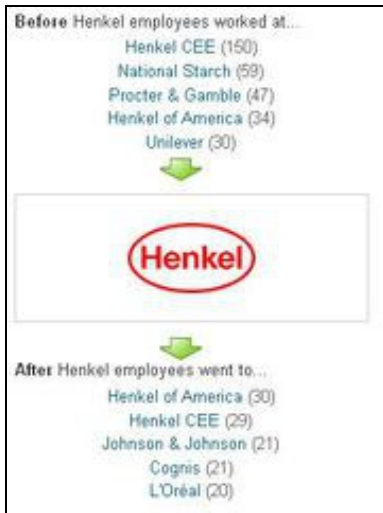 Before Henkel employees worked at...
Henkel CEE (150)
National Starch (59)
Procter & Gamble (47)
Henkel of America (34)
Unilever (30)
Henkel
After Henkel employees went to...
Henkel of America (30)
Henkel CEE (29)
Johnson & Johnson (21)
Cognis (21)
L'Oréal (20)